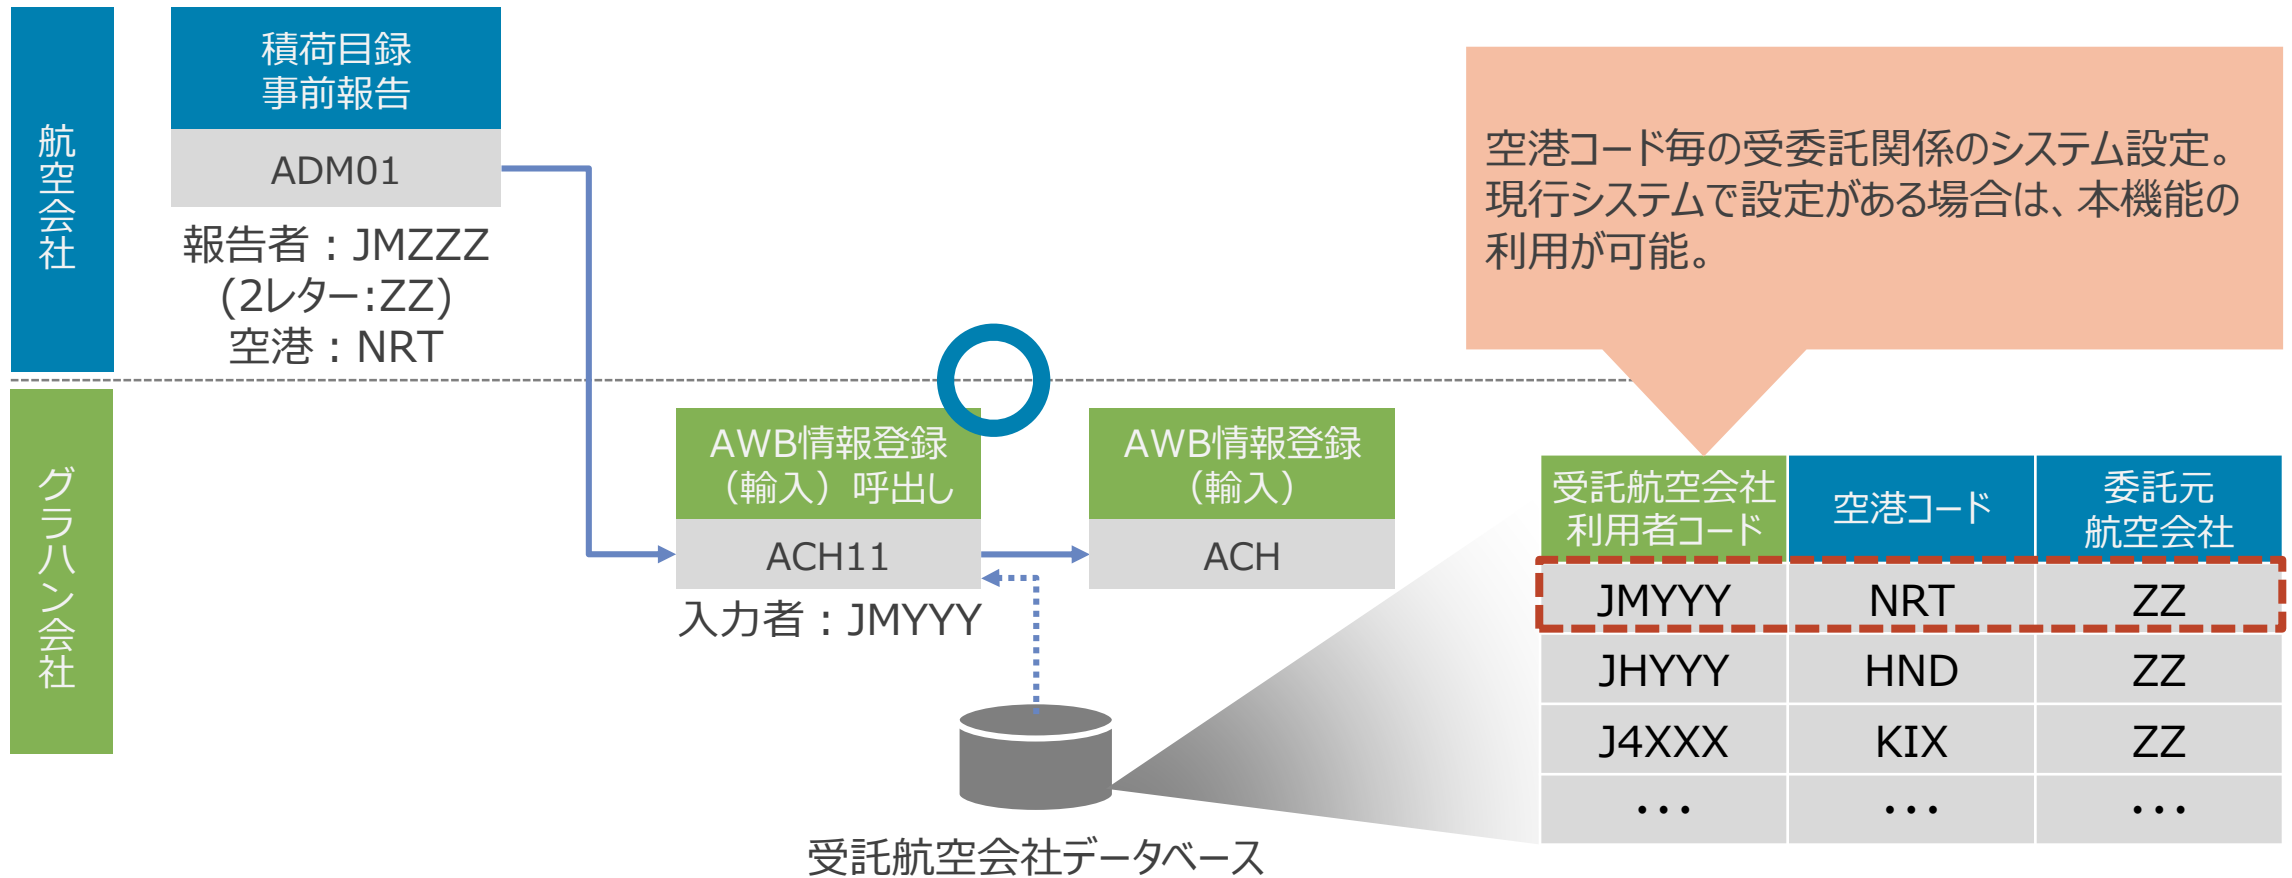 航空会社
積荷目録
事前報告
ADM01
報告者：JMZZZ
(2レター:ZZ)
空港：NRT
空港コード毎の受委託関係のシステム設定。
現行システムで設定がある場合は、本機能の
利用が可能。
グラハン会社
AWB情報登録
（輸入）呼出し
ACH11
入力者：JMYYY
AWB情報登録
（輸入）
ACH
受託航空会社データベース
受託航空会社
利用者コード
空港コード
委託元
航空会社
JMYYY NRT ZZ
JHYYY HND ZZ
J4XXX KIX ZZ
・・・ ・・・ ・・・